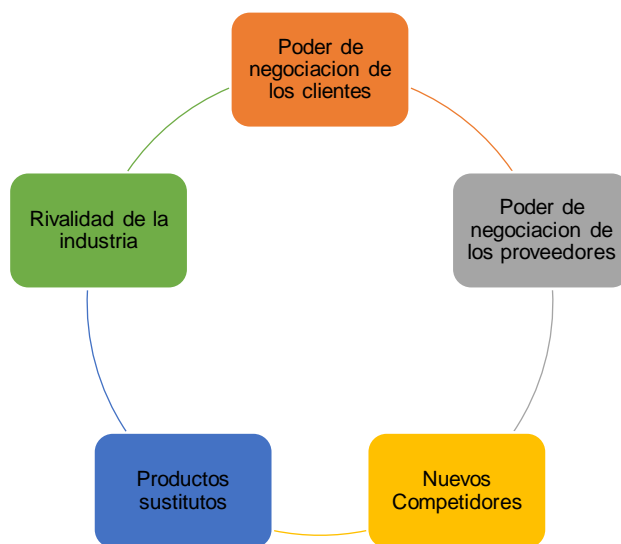 Poder de
negociacion de
los clientes
Poder de
negociacion de
los proveedores
Nuevos
Competidores
Productos
sustitutos
Rivalidad de la
industria